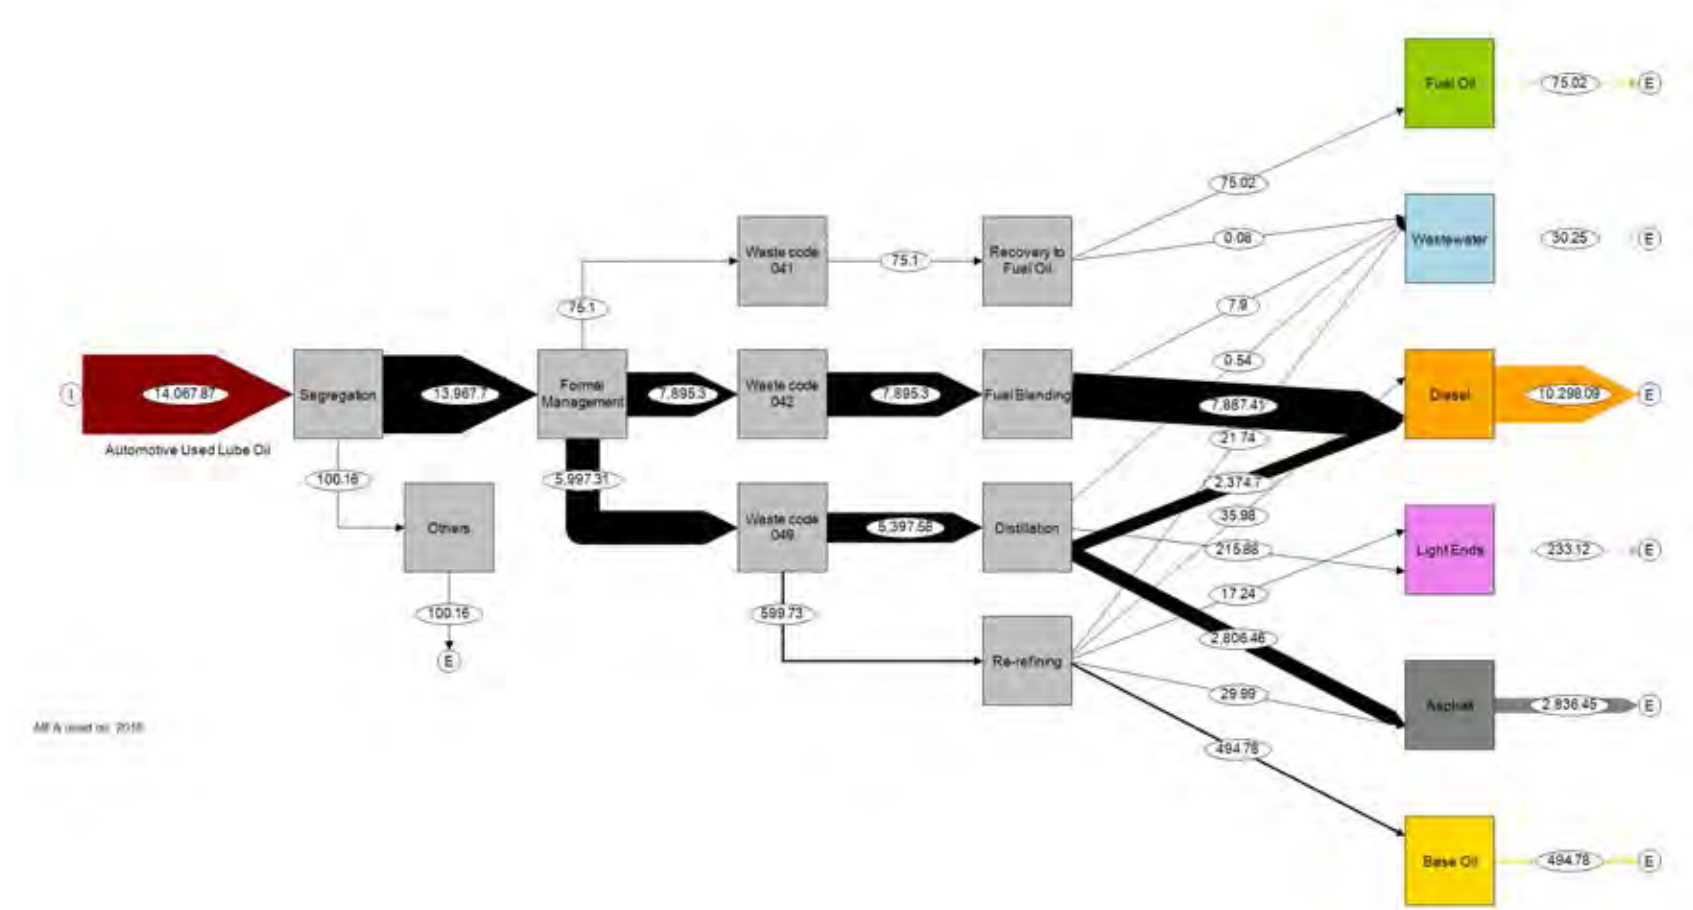 Fuel Oil
75.02
E
75.02
Waste code
041
75.1
Recovery to
Fuel Oil
0.08
Wastewater
30.25
E
75.1
7.9
0.54
I
14,067.87
Segregation
13,967.7
Formal
Management
7,895.3
Waste code
042
7,895.3
Fuel Blending
7,887.41
Diesel
10,298.09
E
Automotive Used Lube Oil
21.74
100.16
5,997.31
2,374.7
Others
Waste code
049
5,397.58
Distillation
35.98
215.88
Light Ends
233.12
E
17.24
100.16
599.73
2,806.46
E
Re-refining
29.99
Asphalt
2,836.45
E
494.78
Base Oil
494.78
E